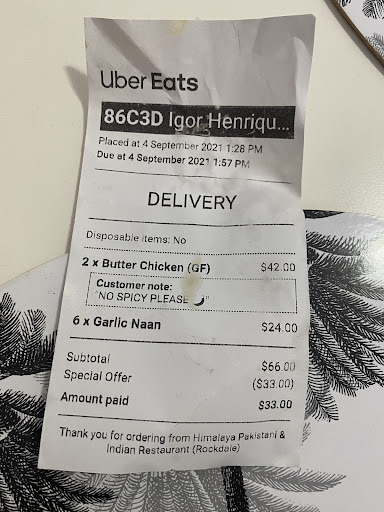 Uber Eats
86C3D Igor Henriqu...
Placed at 4 September 2021 1:28 PM
Due at 4 September 2021 1:57 PM
DELIVERY
Disposable items: No
2 x Butter Chicken (GF) $42.00
Customer note:
"NO SPICY PLEASE 🌶"
6 x Garlic Naan $24.00
Subtotal $66.00
Special Offer ($33.00)
Amount paid $33.00
Thank you for ordering from Himalaya Pakistani &
Indian Restaurant (Rockdale)